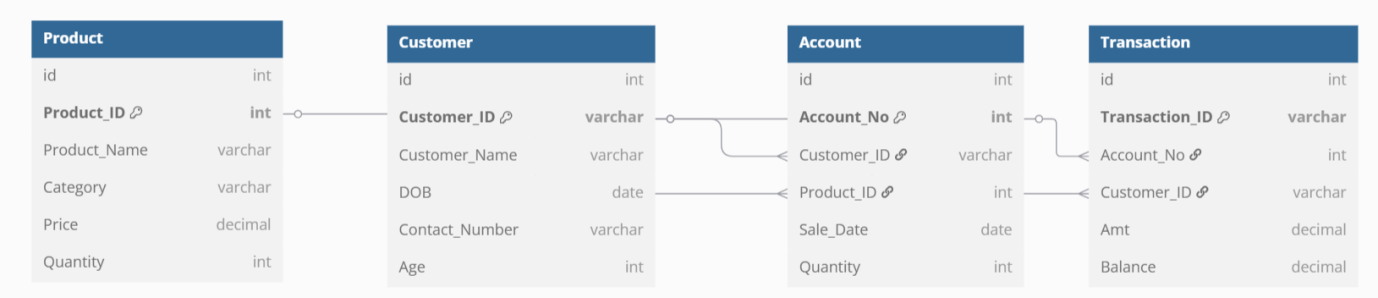 Product
id int
Product_ID int
Product_Name varchar
Category varchar
Price decimal
Quantity int
Customer
id int
Customer_ID varchar
Customer_Name varchar
DOB date
Contact_Number varchar
Age int
Account
id int
Account_No int
Customer_ID varchar
Product_ID int
Sale_Date date
Quantity int
Transaction
id int
Transaction_ID varchar
Account_No int
Customer_ID varchar
Amt decimal
Balance decimal